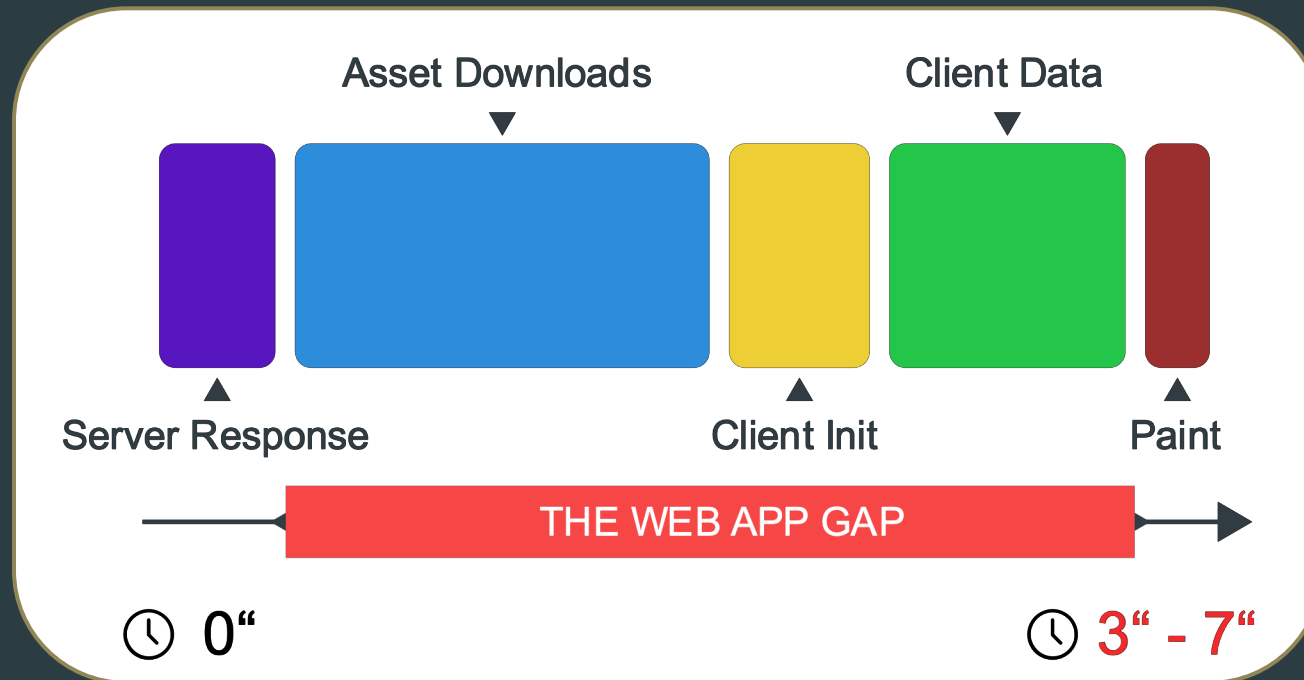 Asset Downloads
Client Data
Server Response
Client Init
Paint
THE WEB APP GAP
0“
3“ - 7“